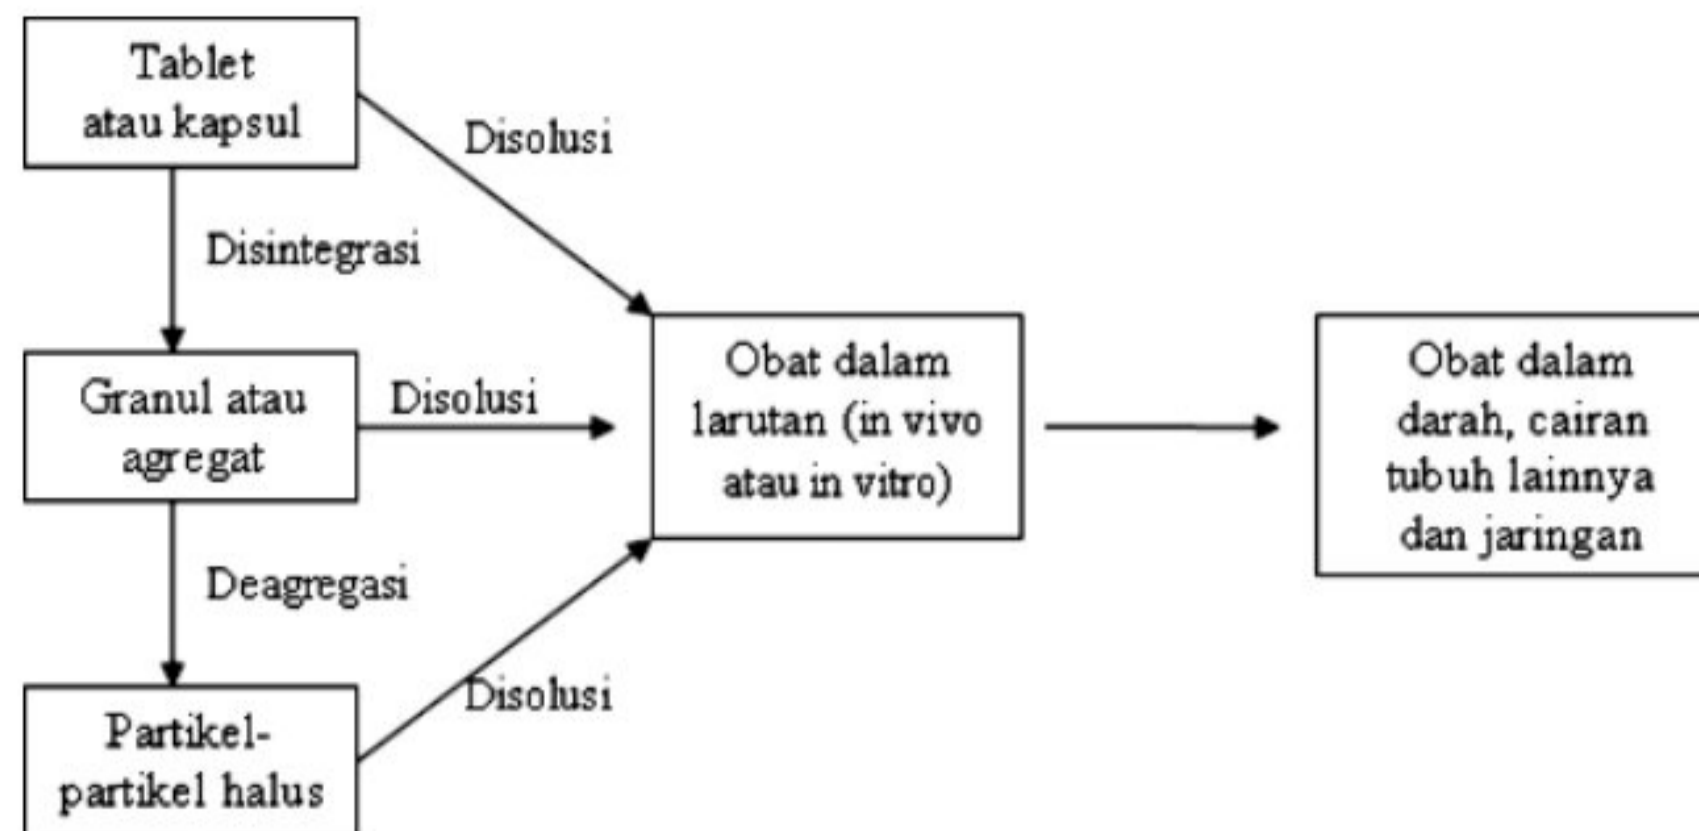 Tablet
atau kapsul
Disolusi
Disintegrasi
Granul atau
agregat
Disolusi
Obat dalam
larutan (in vivo
atau in vitro)
Obat dalam
darah, cairan
tubuh lainnya
dan jaringan
Deagregasi
Disolusi
Partikel-
partikel halus